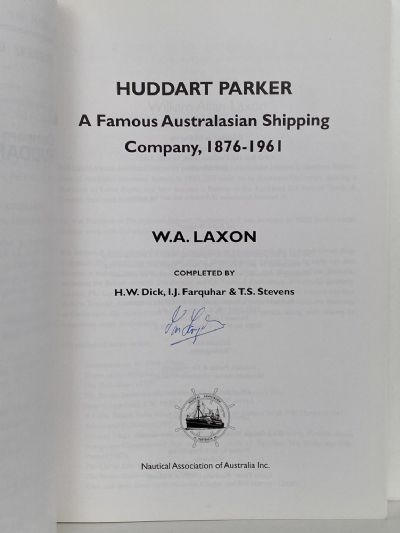 HUDDART PARKER
A Famous Australasian Shipping
Company, 1876-1961
W.A. LAXON
COMPLETED BY
H.W. Dick, I.J. Farquhar & T.S. Stevens
Nautical Association of Australia Inc.